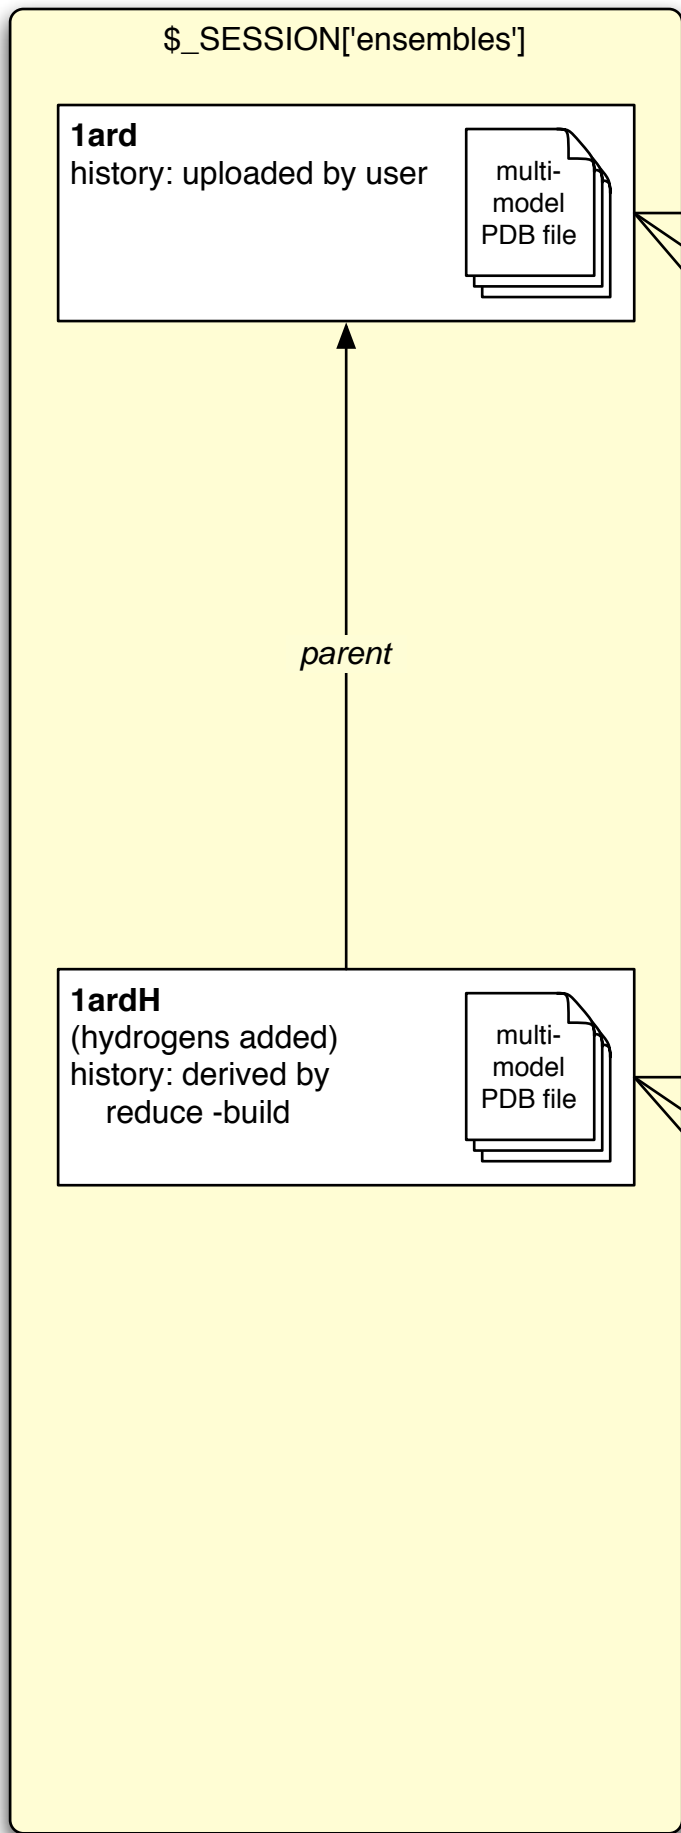 $_SESSION['ensembles']
1ard
history: uploaded by user
multi-
model
PDB file
parent
1ardH
(hydrogens added)
history: derived by
reduce -build
multi-
model
PDB file